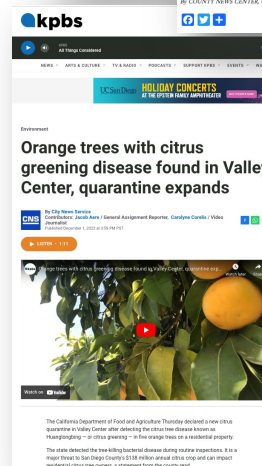 By COUNTY NEWS CENTER,
kpbs
KPBS
All Things Considered
NEWS ARTS & CULTURE TV & RADIO PODCASTS SUPPORT KPBS EVENTS
UC San Diego HOLIDAY CONCERTS
AT THE EPSTEIN FAMILY AMPHITHEATER
Environment
Orange trees with citrus
greening disease found in Valley
Center, quarantine expands
CNS
By City News Service
Contributors: Jacob Aere / General Assignment Reporter, Carolyne Corelis / Video
Journalist
Published December 1, 2023 at 3:59 PM PST
LISTEN • 1:11
Orange trees with citrus greening disease found in Valley Center, quarantine exp...
Watch later
Watch on YouTube
The California Department of Food and Agriculture Thursday declared a new citrus
quarantine in Valley Center after detecting the citrus tree disease known as
Huanglongbing — or citrus greening — in five orange trees on a residential property.
The state detected the tree-killing bacterial disease during routine inspections. It is a
major threat to San Diego County's $138 million annual citrus crop and can impact
residential citrus tree owners, a statement from the county read.